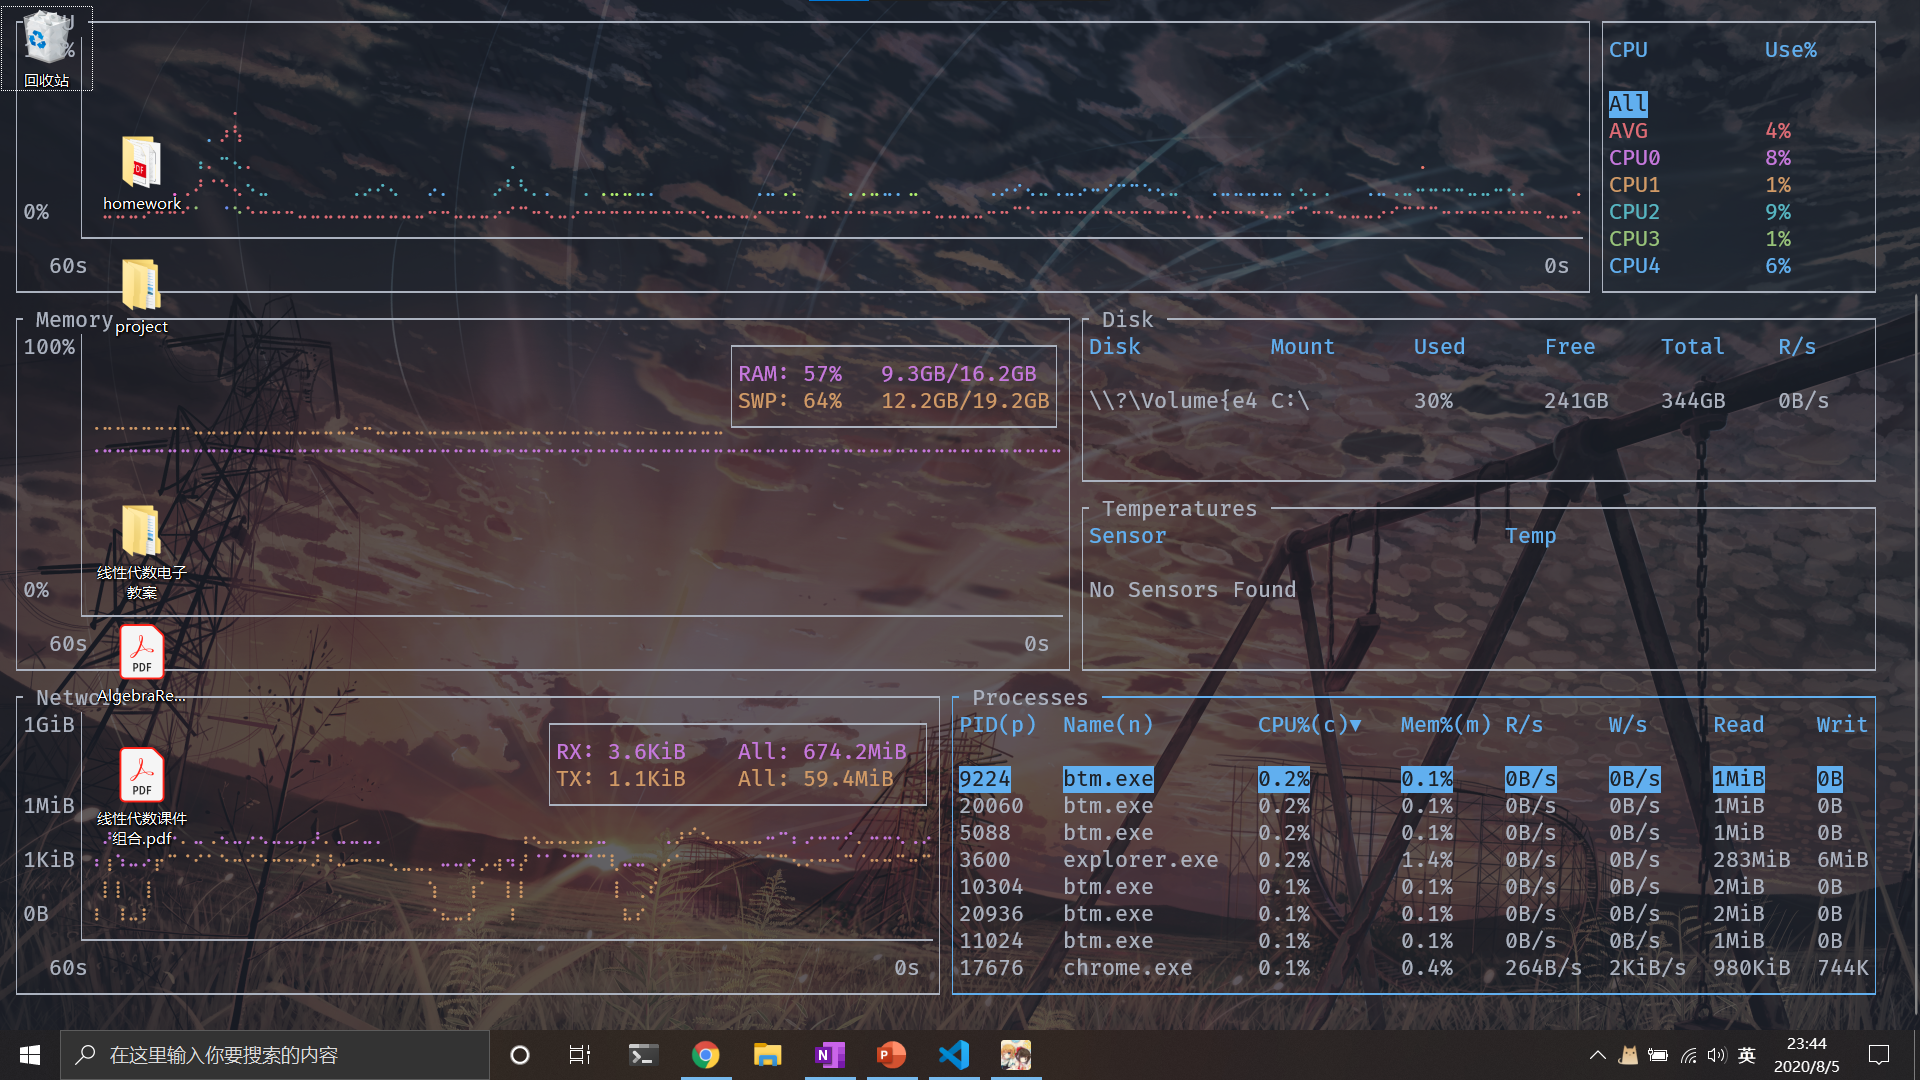 回收站
homework
project
线性代数电子
教案
AlgebraRe...
线性代数课件
组合.pdf
0%
60s
0s
CPU Use%
All
AVG 4%
CPU0 8%
CPU1 1%
CPU2 9%
CPU3 1%
CPU4 6%
Memory
100%
RAM: 57% 9.3GB/16.2GB
SWP: 64% 12.2GB/19.2GB
0%
60s
0s
Disk
Disk Mount Used Free Total R/s
\\?\Volume{e4 C:\ 30% 241GB 344GB 0B/s
Temperatures
Sensor Temp
No Sensors Found
1GiB
RX: 3.6KiB All: 674.2MiB
TX: 1.1KiB All: 59.4MiB
1MiB
1KiB
0B
60s
0s
Processes
PID(p) Name(n) CPU%(c)▼ Mem%(m) R/s W/s Read Writ
9224 btm.exe 0.2% 0.1% 0B/s 0B/s 1MiB 0B
20060 btm.exe 0.2% 0.1% 0B/s 0B/s 1MiB 0B
5088 btm.exe 0.2% 0.1% 0B/s 0B/s 1MiB 0B
3600 explorer.exe 0.2% 1.4% 0B/s 0B/s 283MiB 6MiB
10304 btm.exe 0.1% 0.1% 0B/s 0B/s 2MiB 0B
20936 btm.exe 0.1% 0.1% 0B/s 0B/s 2MiB 0B
11024 btm.exe 0.1% 0.1% 0B/s 0B/s 1MiB 0B
17676 chrome.exe 0.1% 0.4% 264B/s 2KiB/s 980KiB 744K
在这里输入你要搜索的内容
英
23:44
2020/8/5